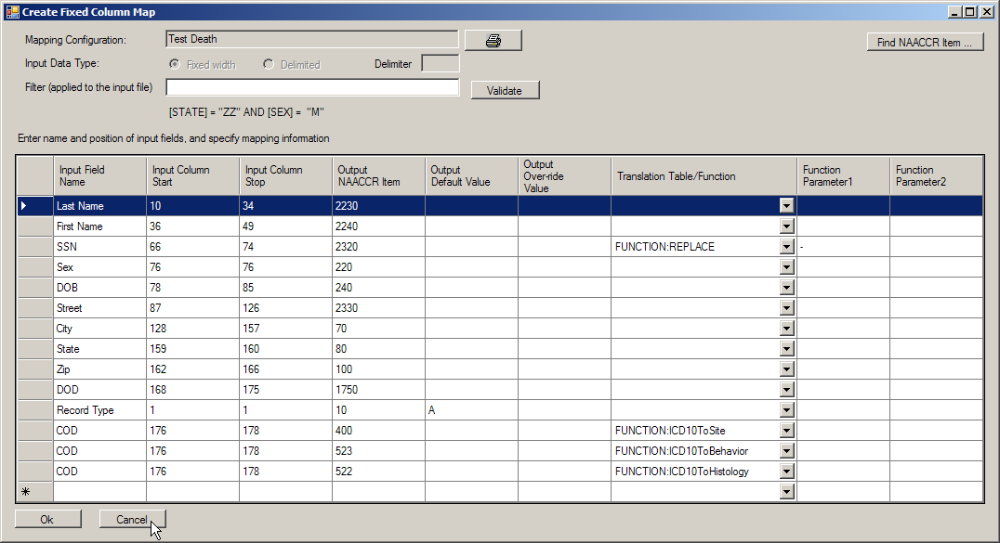 Create Fixed Column Map
Mapping Configuration: Test Death Find NAACCR Item ...
Input Data Type: Fixed width Delimited Delimiter
Filter (applied to the input file) Validate
[STATE] = "ZZ" AND [SEX] = "M"
Enter name and position of input fields, and specify mapping information
Input Field Name Input Column Start Input Column Stop Output NAACCR Item Output Default Value Output Over-ride Value Translation Table/Function Function Parameter1 Function Parameter2
Last Name 10 34 2230
First Name 36 49 2240
SSN 66 74 2320 FUNCTION:REPLACE -
Sex 76 76 220
DOB 78 85 240
Street 87 126 2330
City 128 157 70
State 159 160 80
Zip 162 166 100
DOD 168 175 1750
Record Type 1 1 10 A
COD 176 178 400 FUNCTION:ICD10ToSite
COD 176 178 523 FUNCTION:ICD10ToBehavior
COD 176 178 522 FUNCTION:ICD10ToHistology
Ok Cancel